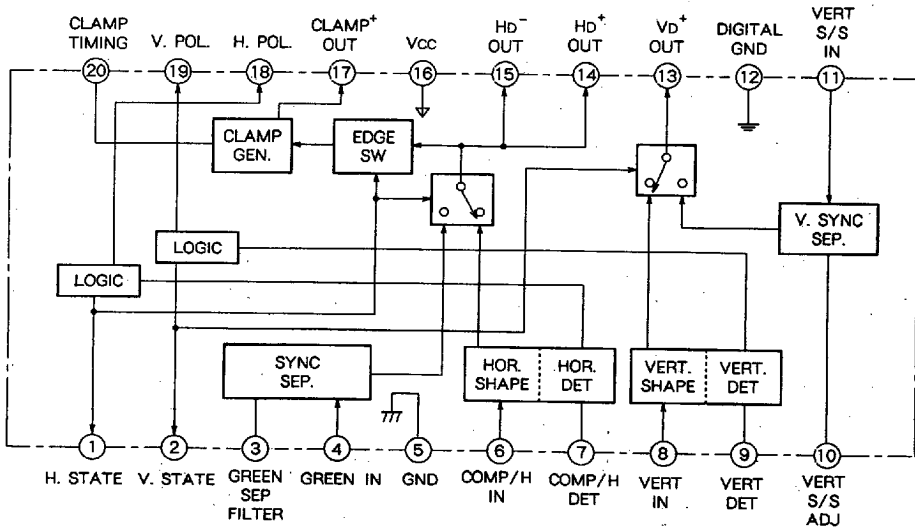 CLAMP
TIMING
V. POL.
H. POL.
CLAMP+
OUT
Vcc
HD−
OUT
HD+
OUT
VD+
OUT
DIGITAL
GND
VERT
S/S
IN
20
19
18
17
16
15
14
13
12
11
CLAMP
GEN.
EDGE
SW
V. SYNC
SEP.
LOGIC
LOGIC
SYNC
SEP.
HOR.
SHAPE
HOR.
DET
VERT.
SHAPE
VERT.
DET
1
2
3
4
5
6
7
8
9
10
H. STATE
V. STATE
GREEN
SEP
FILTER
GREEN IN
GND
COMP/H
IN
COMP/H
DET
VERT
IN
VERT
DET
VERT
S/S
ADJ